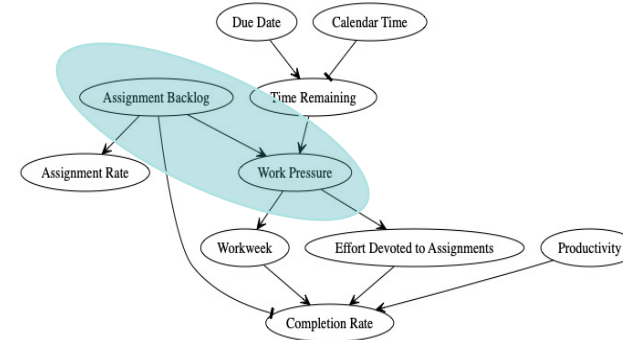 Due Date
Calendar Time
Assignment Backlog
Time Remaining
Assignment Rate
Work Pressure
Workweek
Effort Devoted to Assignments
Productivity
Completion Rate